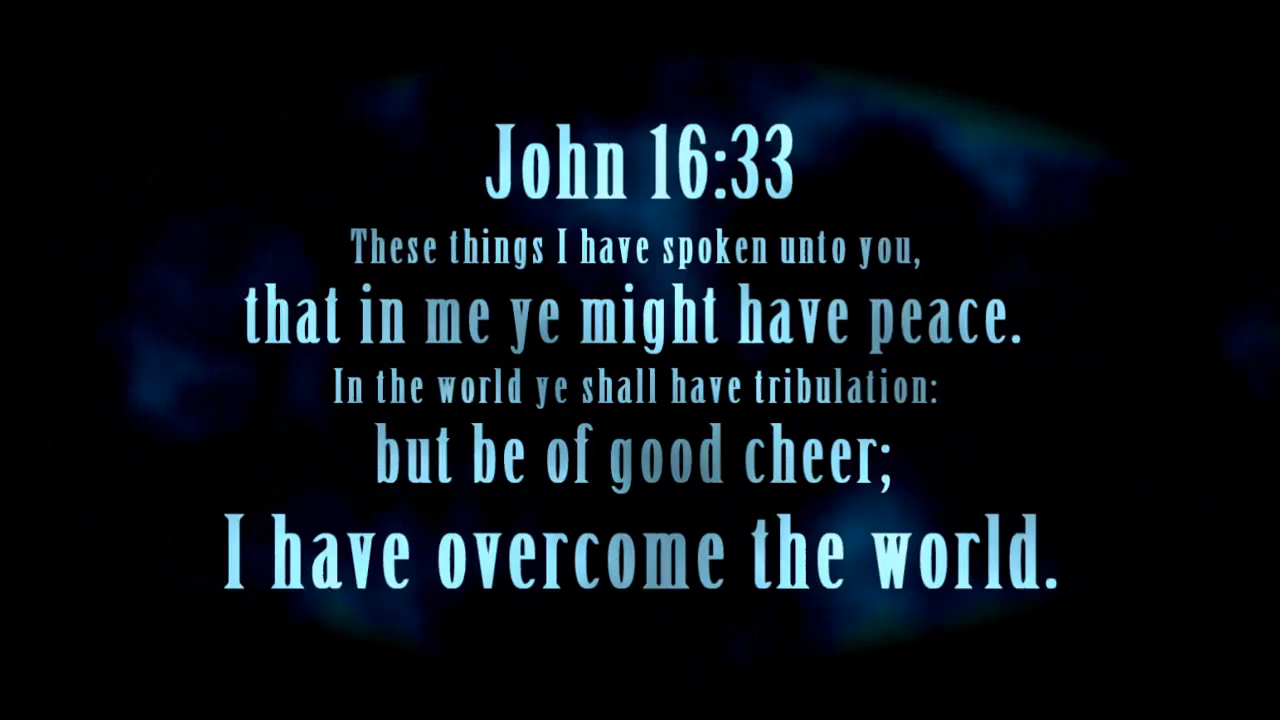 John 16:33
These things I have spoken unto you,
that in me ye might have peace.
In the world ye shall have tribulation:
but be of good cheer;
I have overcome the world.